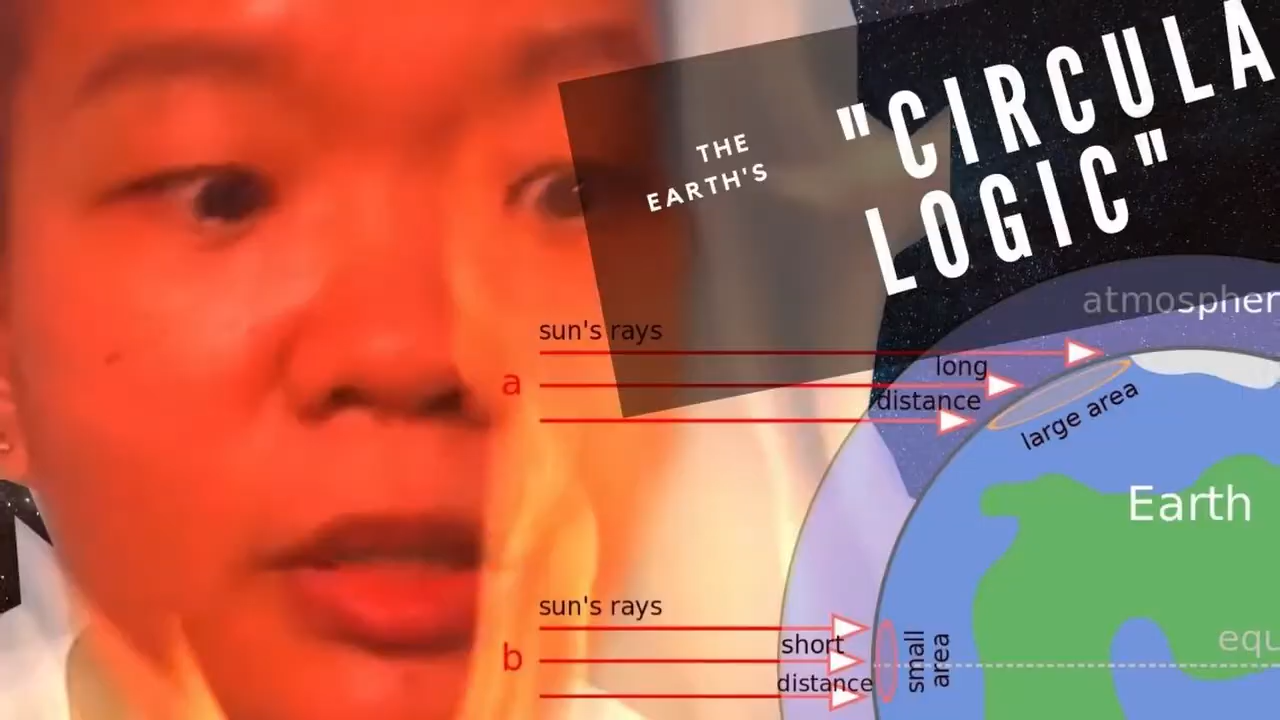 THE
EARTH'S
"CIRCULA
LOGIC"
atmospher
sun's rays
a
long
distance
large area
Earth
sun's rays
b
short
distance
small
area
equ